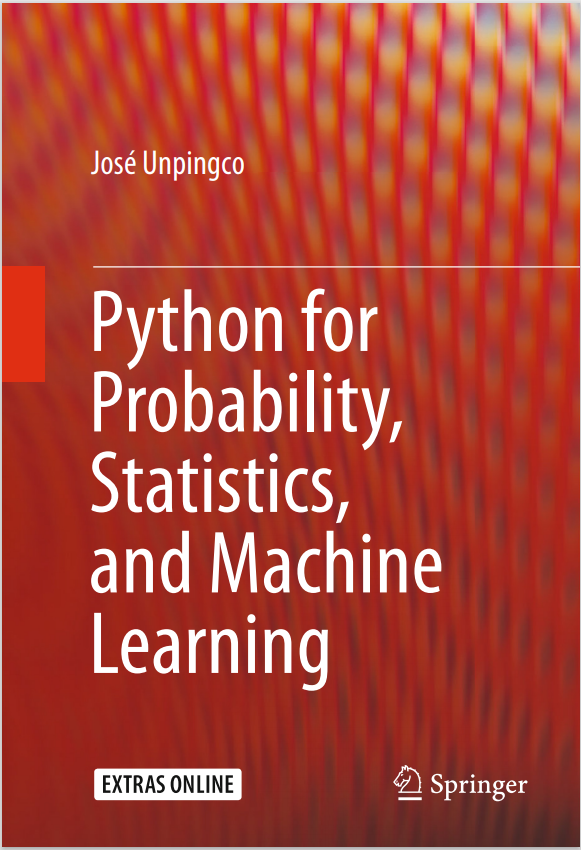 José Unpingco
Python for
Probability,
Statistics,
and Machine
Learning
EXTRAS ONLINE
Springer